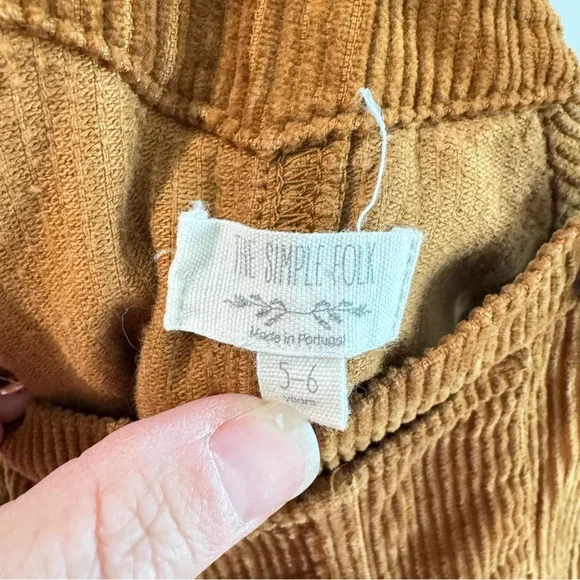 THE SIMPLE FOLK
Made in Portugal
5-6
years